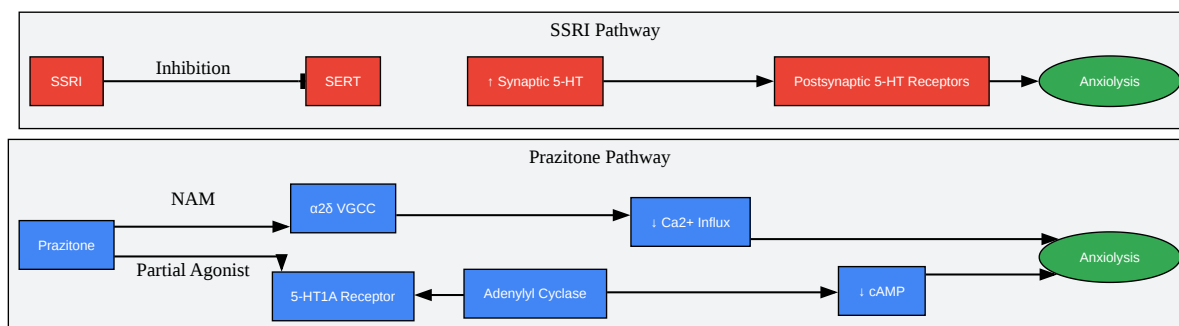 SSRI Pathway
SSRI
Inhibition
SERT
↑ Synaptic 5-HT
Postsynaptic 5-HT Receptors
Anxiolysis
Prazitone Pathway
Prazitone
NAM
α2δ VGCC
↓ Ca2+ Influx
Anxiolysis
Partial Agonist
5-HT1A Receptor
Adenylyl Cyclase
↓ cAMP